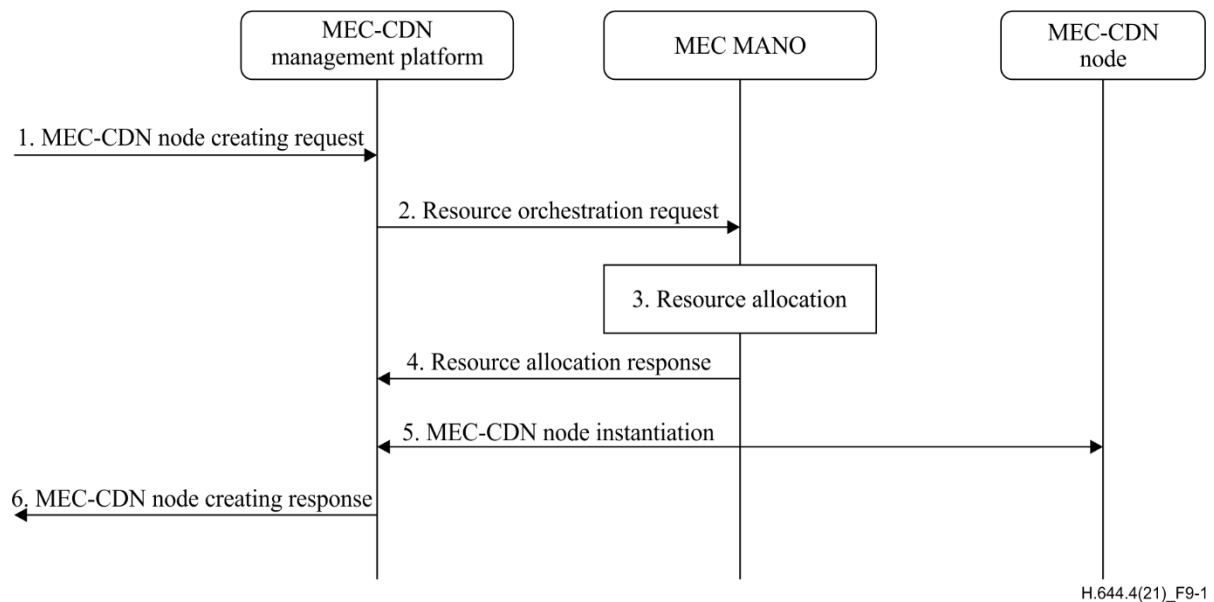 MEC-CDN
management platform
MEC MANO
MEC-CDN
node
1. MEC-CDN node creating request
2. Resource orchestration request
3. Resource allocation
4. Resource allocation response
5. MEC-CDN node instantiation
6. MEC-CDN node creating response
H.644.4(21)_F9-1